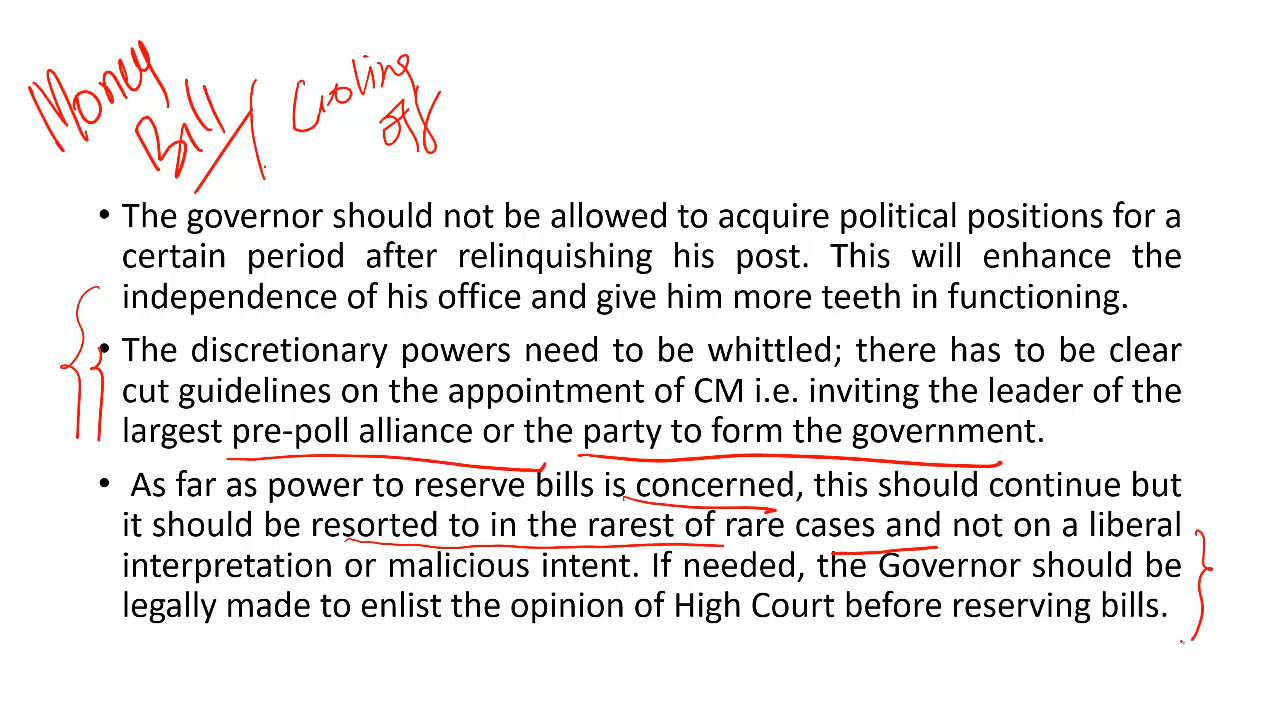 Money
Bill / Cooling
off
• The governor should not be allowed to acquire political positions for a
certain period after relinquishing his post. This will enhance the
independence of his office and give him more teeth in functioning.
• The discretionary powers need to be whittled; there has to be clear
cut guidelines on the appointment of CM i.e. inviting the leader of the
largest pre-poll alliance or the party to form the government.
• As far as power to reserve bills is concerned, this should continue but
it should be resorted to in the rarest of rare cases and not on a liberal
interpretation or malicious intent. If needed, the Governor should be
legally made to enlist the opinion of High Court before reserving bills.